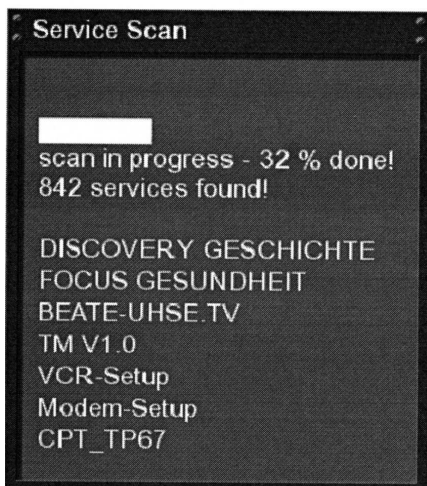 Service Scan
scan in progress - 32 % done!
842 services found!
DISCOVERY GESCHICHTE
FOCUS GESUNDHEIT
BEATE-UHSE.TV
TM V1.0
VCR-Setup
Modem-Setup
CPT_TP67